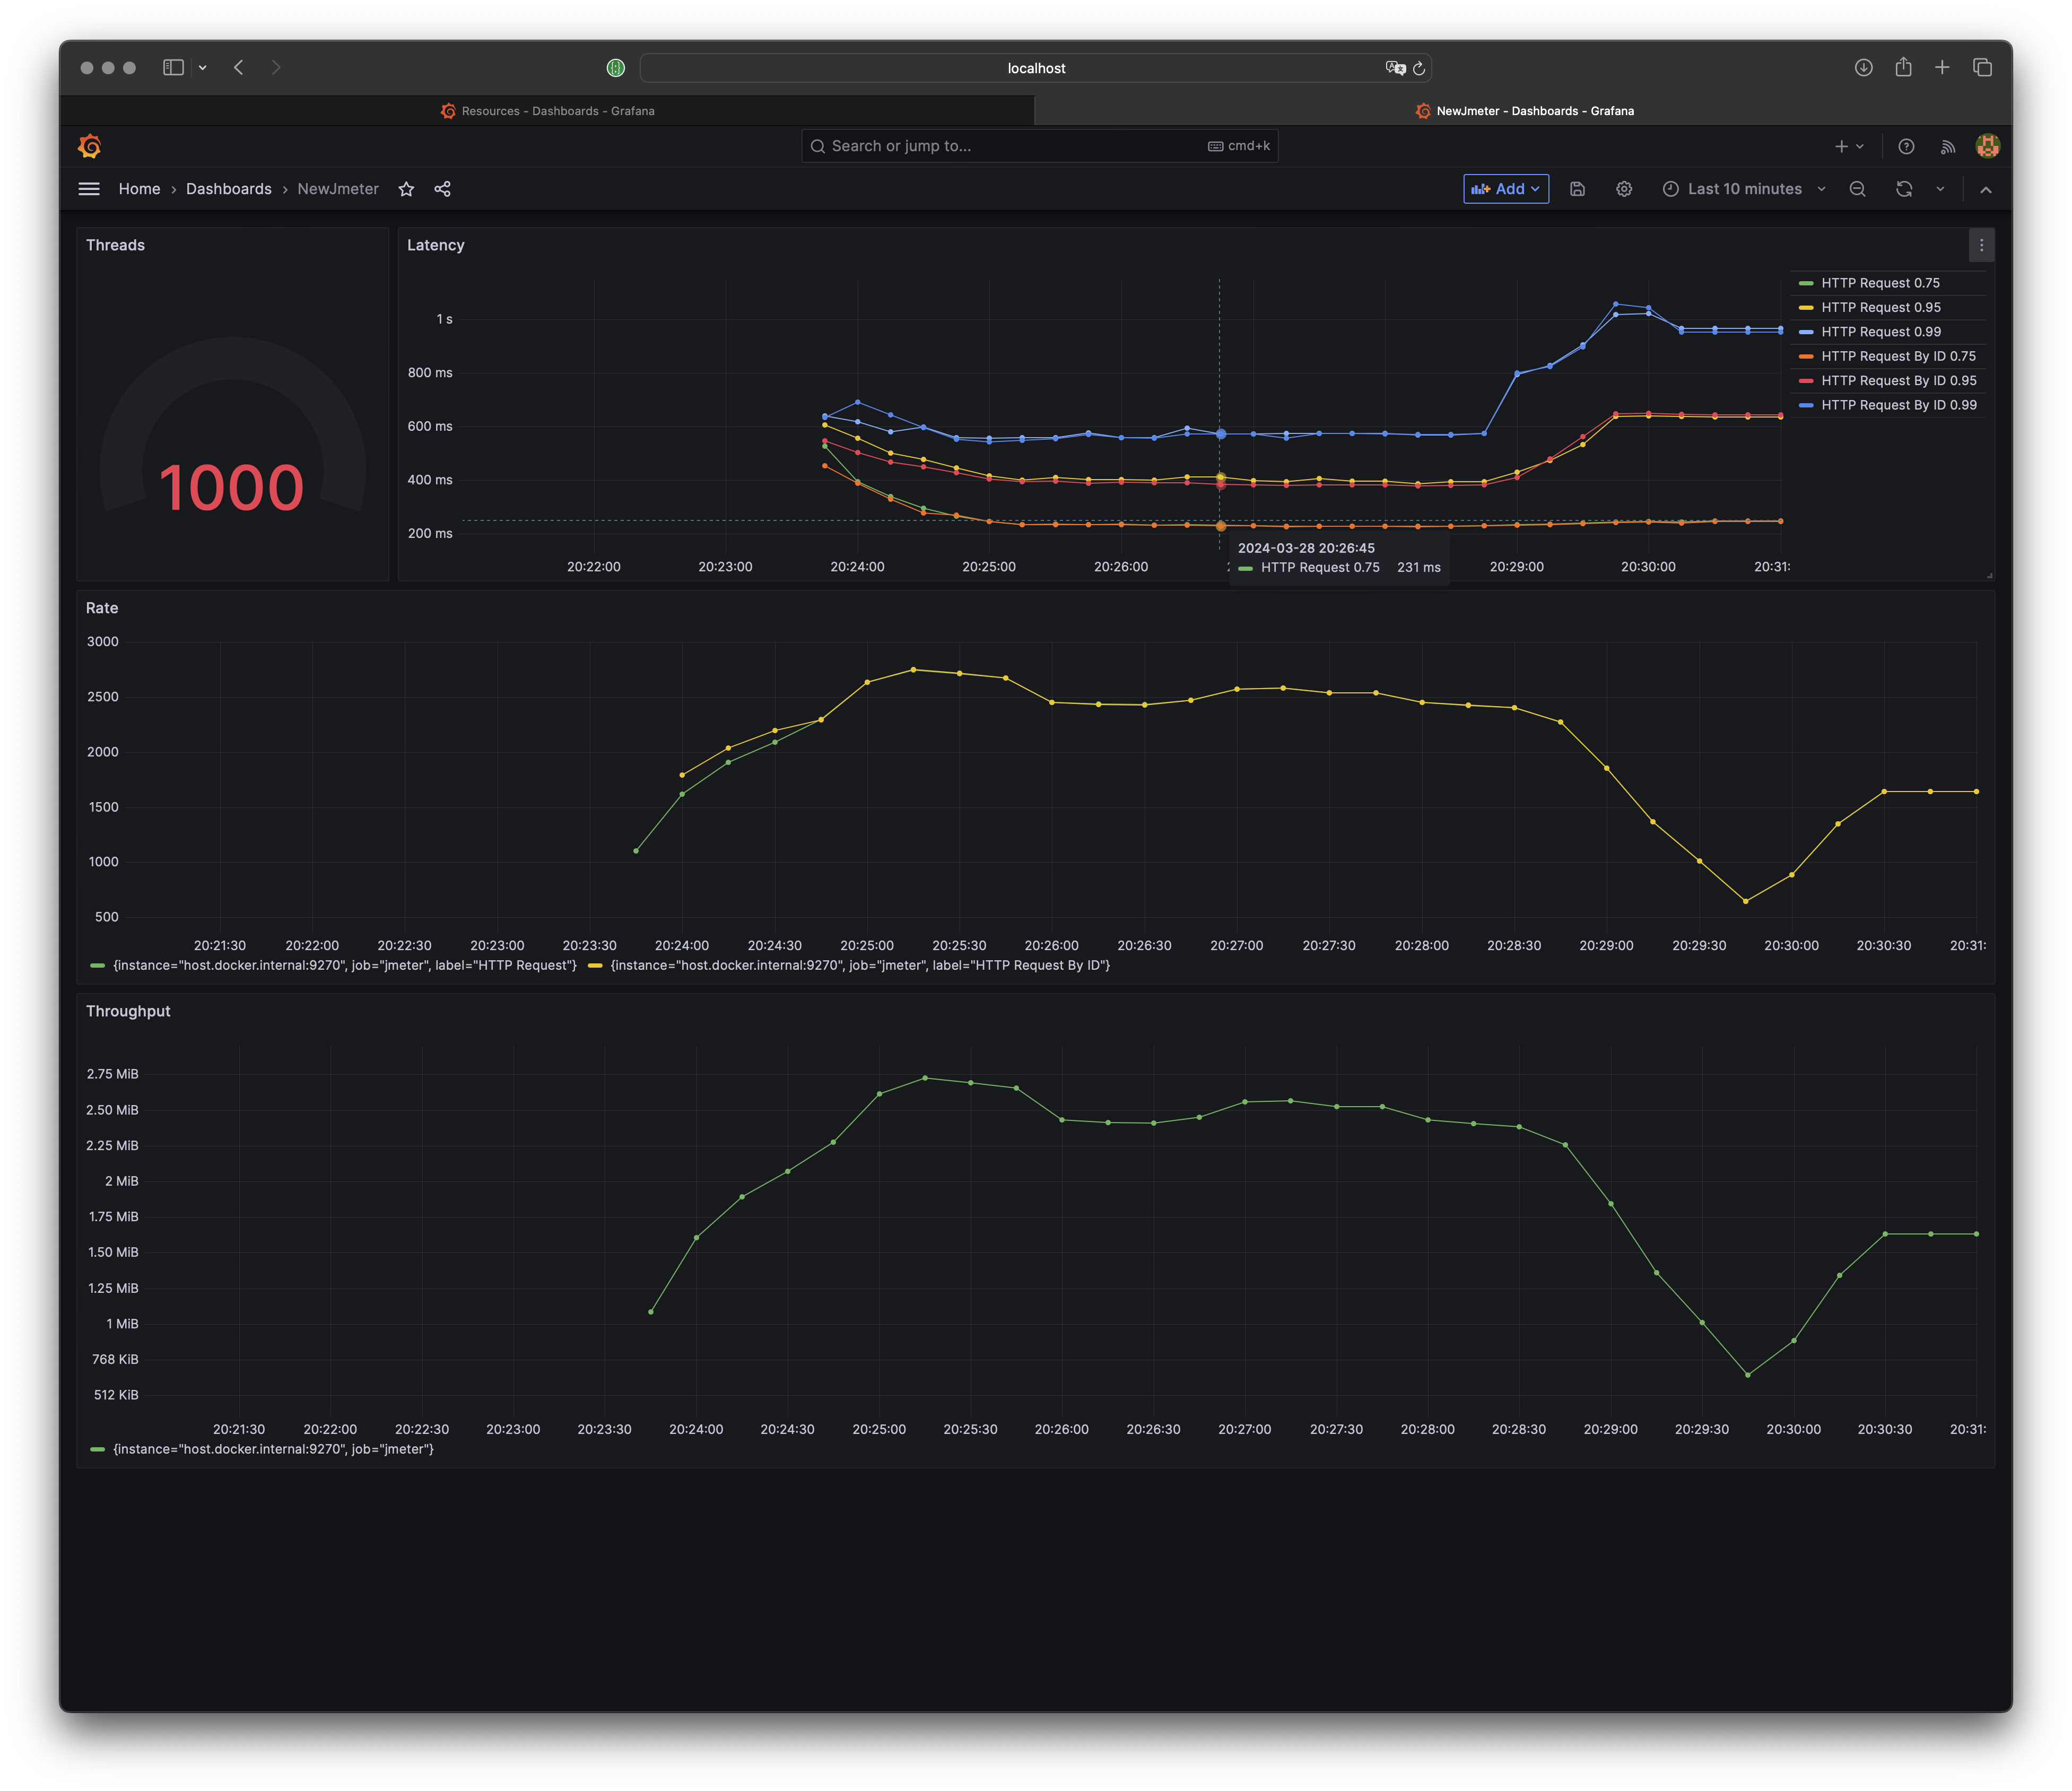 localhost
Resources - Dashboards - Grafana
NewJmeter - Dashboards - Grafana
Search or jump to... cmd+k
Home › Dashboards › NewJmeter
Add
Last 10 minutes
Threads
1000
Latency
1 s
800 ms
600 ms
400 ms
200 ms
20:22:00 20:23:00 20:24:00 20:25:00 20:26:00 20:29:00 20:30:00 20:31:
HTTP Request 0.75
HTTP Request 0.95
HTTP Request 0.99
HTTP Request By ID 0.75
HTTP Request By ID 0.95
HTTP Request By ID 0.99
2024-03-28 20:26:45
HTTP Request 0.75 231 ms
Rate
3000
2500
2000
1500
1000
500
20:21:30 20:22:00 20:22:30 20:23:00 20:23:30 20:24:00 20:24:30 20:25:00 20:25:30 20:26:00 20:26:30 20:27:00 20:27:30 20:28:00 20:28:30 20:29:00 20:29:30 20:30:00 20:30:30 20:31:
{instance="host.docker.internal:9270", job="jmeter", label="HTTP Request"} {instance="host.docker.internal:9270", job="jmeter", label="HTTP Request By ID"}
Throughput
2.75 MiB
2.50 MiB
2.25 MiB
2 MiB
1.75 MiB
1.50 MiB
1.25 MiB
1 MiB
768 KiB
512 KiB
20:21:30 20:22:00 20:22:30 20:23:00 20:23:30 20:24:00 20:24:30 20:25:00 20:25:30 20:26:00 20:26:30 20:27:00 20:27:30 20:28:00 20:28:30 20:29:00 20:29:30 20:30:00 20:30:30 20:31:
{instance="host.docker.internal:9270", job="jmeter"}